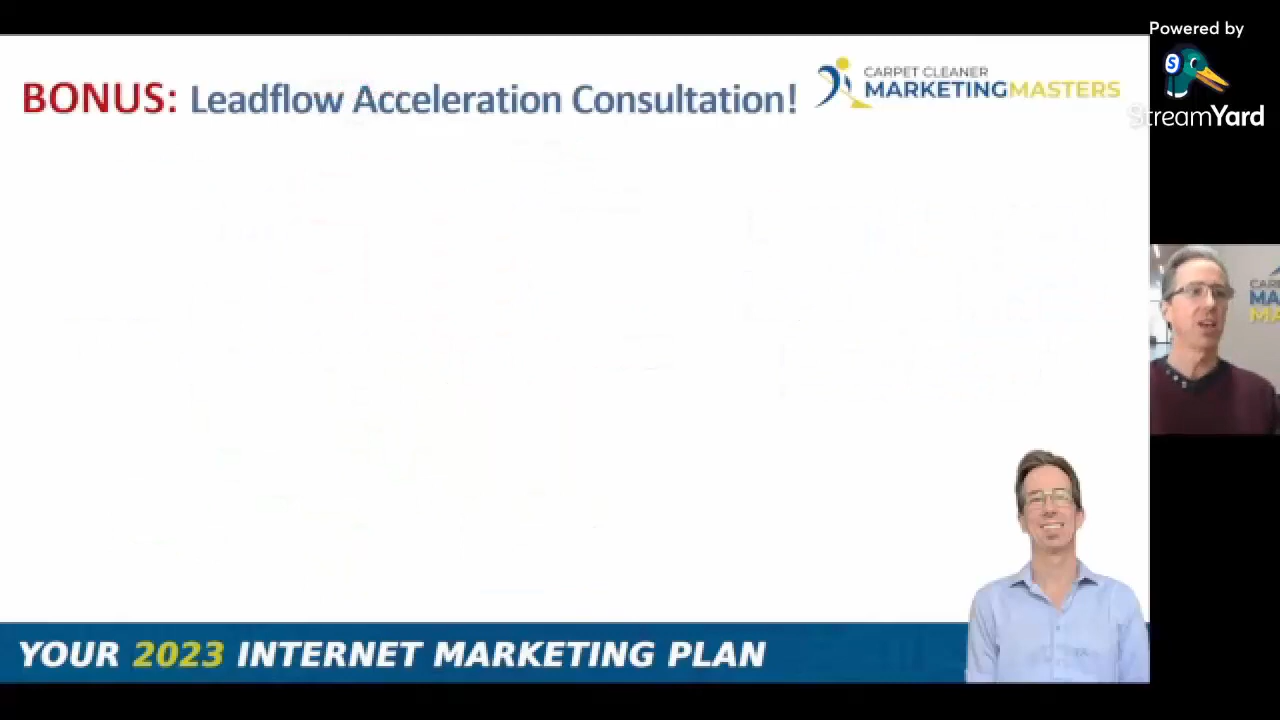 Powered by
StreamYard
BONUS: Leadflow Acceleration Consultation!
CARPET CLEANER
MARKETINGMASTERS
YOUR 2023 INTERNET MARKETING PLAN